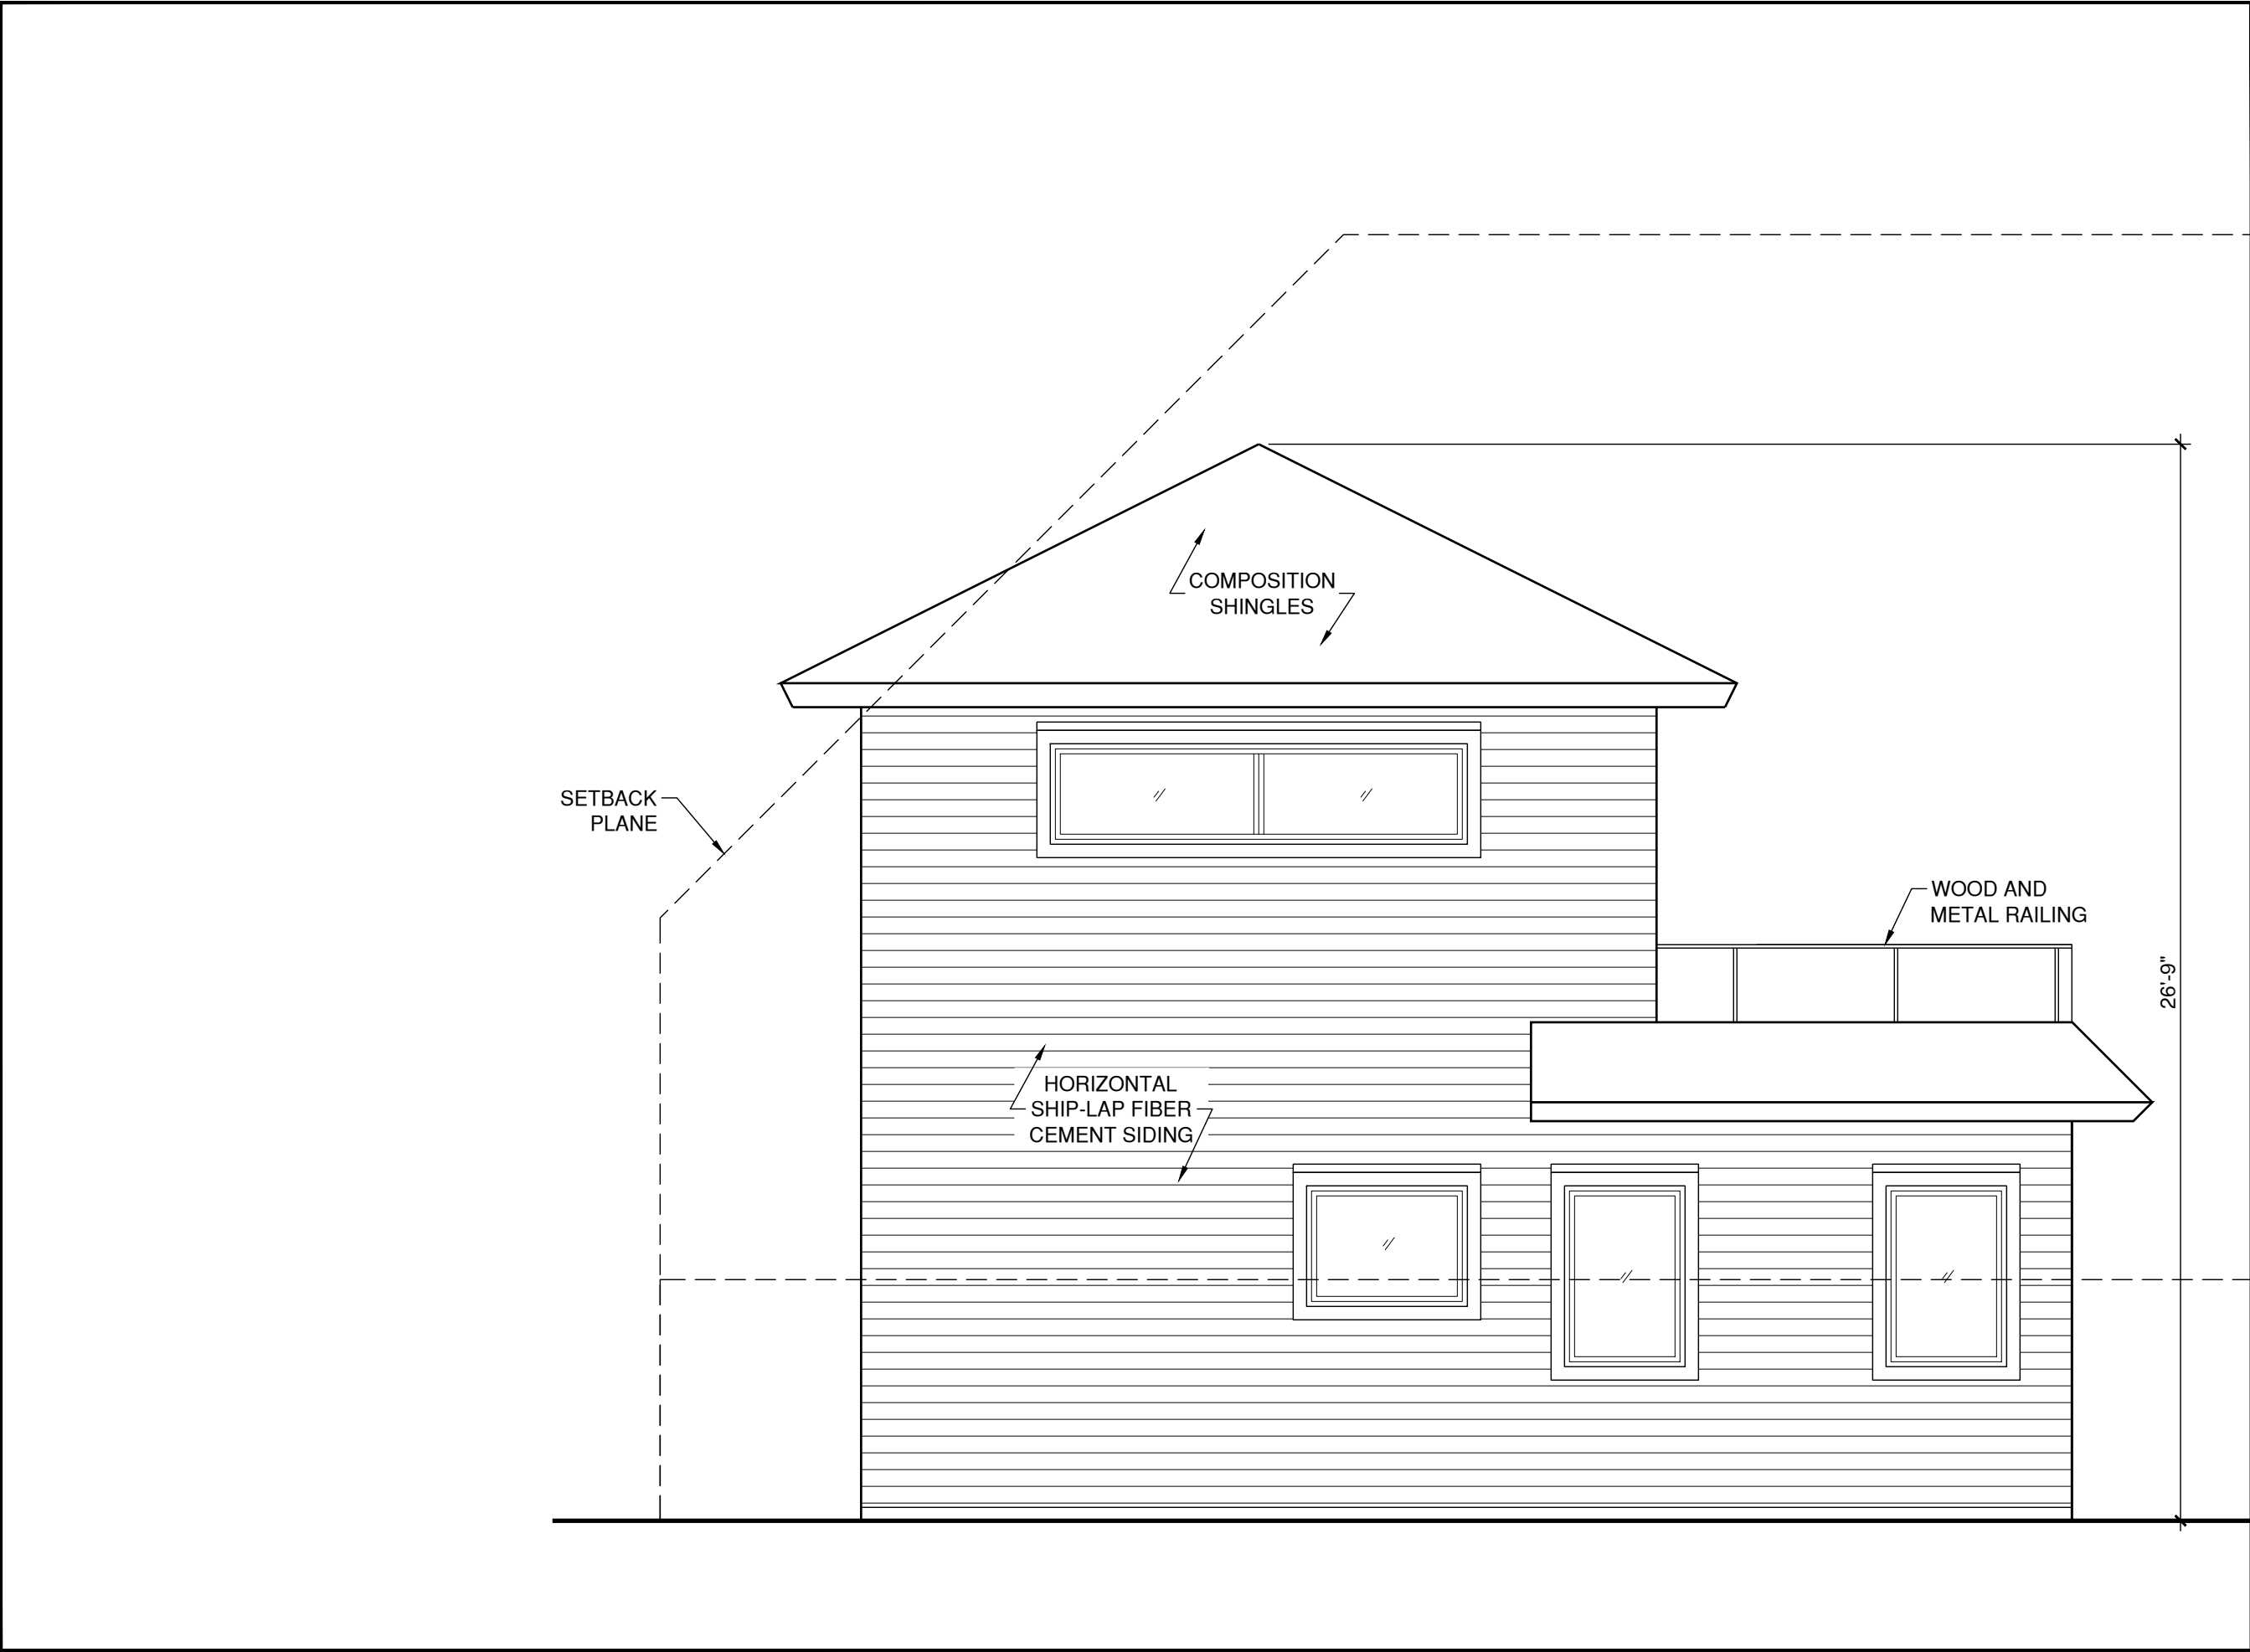 COMPOSITION
SHINGLES
SETBACK
PLANE
WOOD AND
METAL RAILING
26'-9"
HORIZONTAL
SHIP-LAP FIBER
CEMENT SIDING